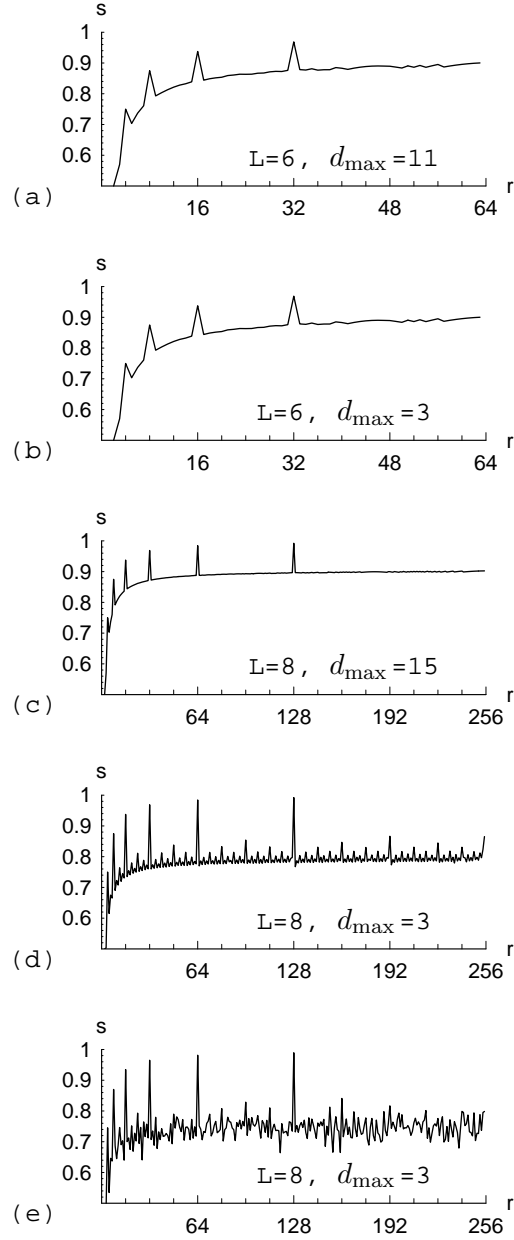 s
1
0.9
0.8
0.7
0.6
L=6, dmax=11
(a)
r
16 32 48 64
s
1
0.9
0.8
0.7
0.6
L=6, dmax=3
(b)
r
16 32 48 64
s
1
0.9
0.8
0.7
0.6
L=8, dmax=15
(c)
r
64 128 192 256
s
1
0.9
0.8
0.7
0.6
L=8, dmax=3
(d)
r
64 128 192 256
s
1
0.9
0.8
0.7
0.6
L=8, dmax=3
(e)
r
64 128 192 256